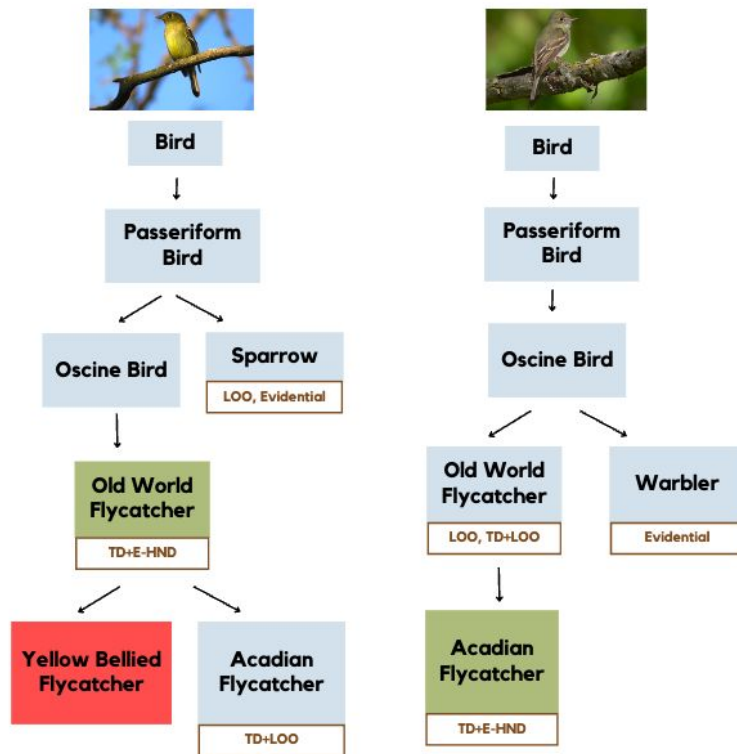 Bird
Passeriform
Bird
Oscine Bird
Sparrow
LOO, Evidential
Old World
Flycatcher
TD+E-HND
Yellow Bellied
Flycatcher
Acadian
Flycatcher
TD+LOO
Bird
Passeriform
Bird
Oscine Bird
Old World
Flycatcher
LOO, TD+LOO
Warbler
Evidential
Acadian
Flycatcher
TD+E-HND